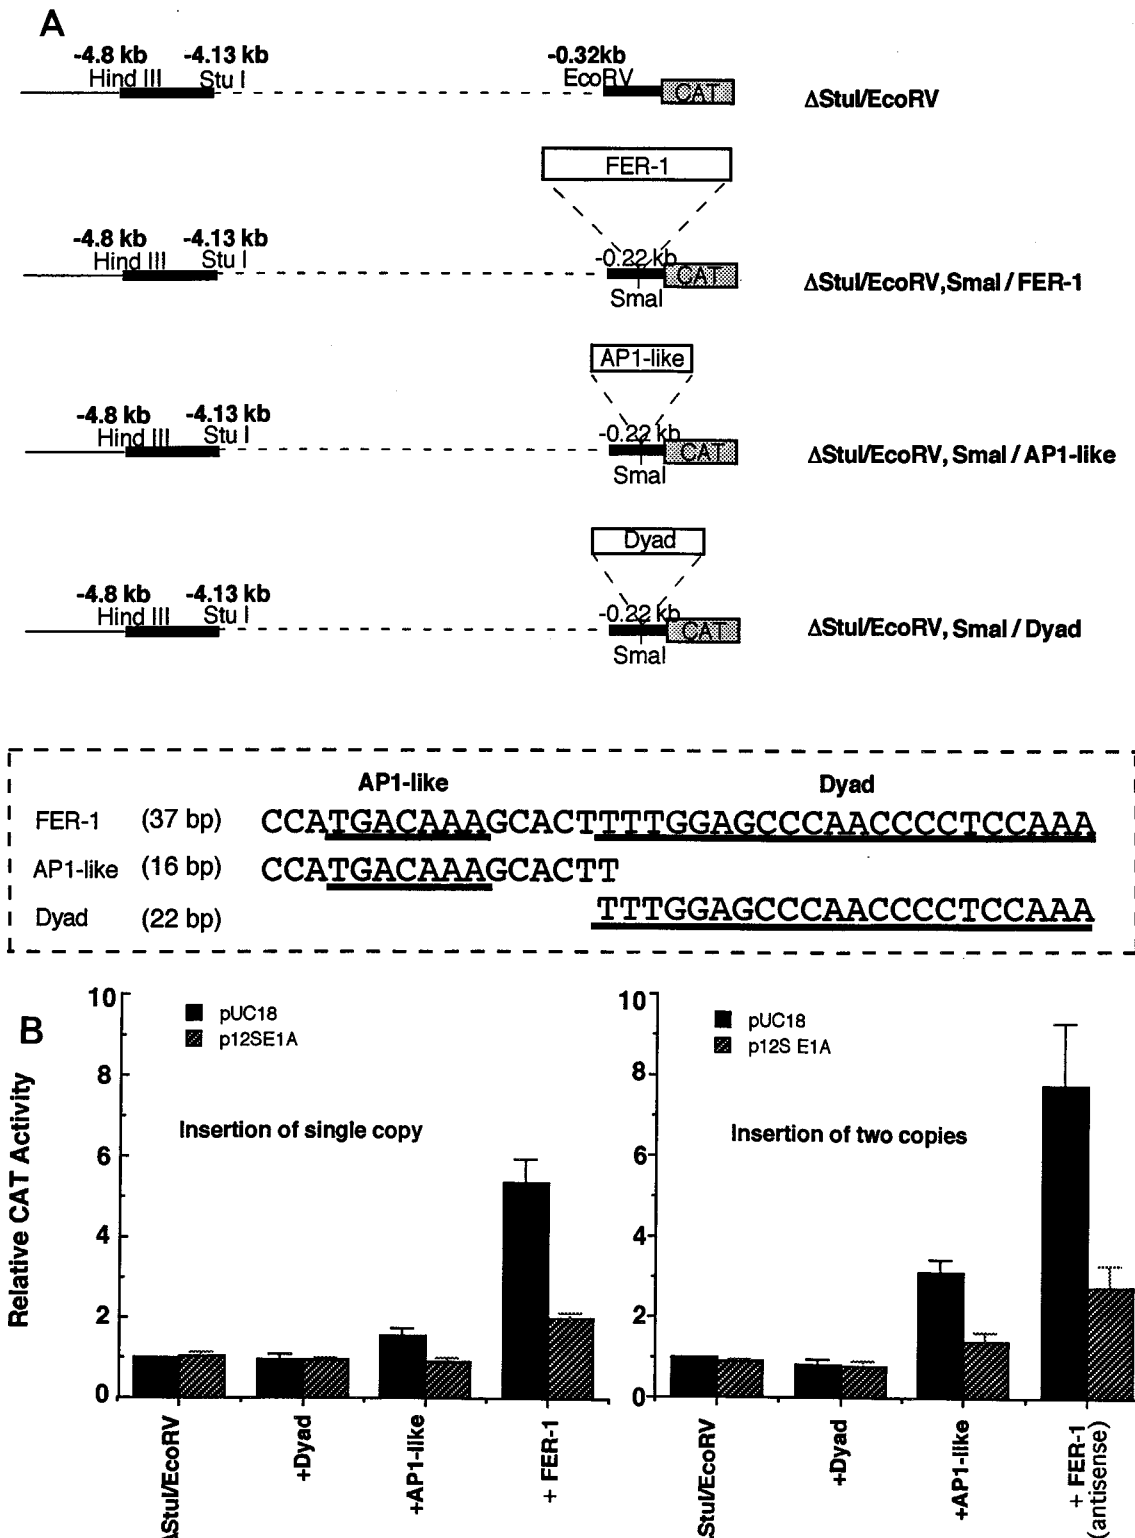 A
-4.8 kb -4.13 kb -0.32kb
Hind III Stu I EcoRV
CAT ΔStuI/EcoRV
FER-1
-4.8 kb -4.13 kb
Hind III Stu I -0.22 kb
CAT ΔStuI/EcoRV,SmaI / FER-1
SmaI
AP1-like
-4.8 kb -4.13 kb
Hind III Stu I -0.22 kb
CAT ΔStuI/EcoRV, SmaI / AP1-like
SmaI
Dyad
-4.8 kb -4.13 kb
Hind III Stu I -0.22 kb
CAT ΔStuI/EcoRV, SmaI / Dyad
SmaI
AP1-like Dyad
FER-1 (37 bp) CCATGACAAAGCACTTTTGGAGCCCAACCCCTCCAAA
AP1-like (16 bp) CCATGACAAAGCACTT
Dyad (22 bp) TTTGGAGCCCAACCCCTCCAAA
B
Relative CAT Activity
10
8
6
4
2
0
pUC18
p12SE1A
Insertion of single copy
ΔStuI/EcoRV
+Dyad
+AP1-like
+ FER-1
10
8
6
4
2
0
pUC18
p12S E1A
Insertion of two copies
StuI/EcoRV
+Dyad
+AP1-like
+ FER-1
(antisense)